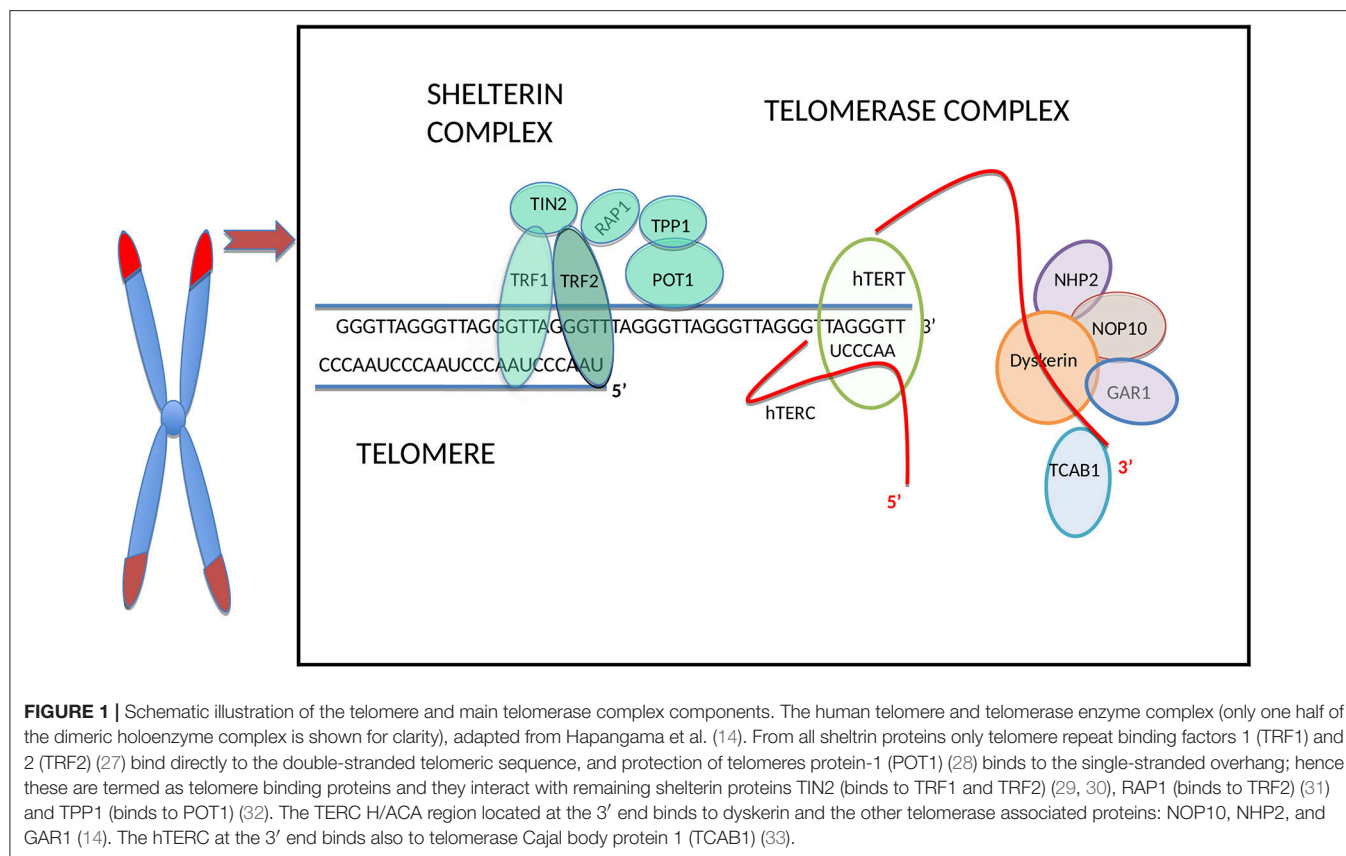 SHELTERIN
COMPLEX
TELOMERASE COMPLEX
TIN2
RAP1
TPP1
TRF1
TRF2
POT1
hTERT
NHP2
NOP10
GGGTTAGGGTTAGGGTTAGGGTTTAGGGTTAGGGTTAGGGTTAGGGTT
3’
UCCCAA
CCCAAUCCCAAUCCCAAUCCCAAU
5’
Dyskerin
GAR1
hTERC
TELOMERE
TCAB1
3’
5’
FIGURE 1 | Schematic illustration of the telomere and main telomerase complex components. The human telomere and telomerase enzyme complex (only one half of
the dimeric holoenzyme complex is shown for clarity), adapted from Hapangama et al. (14). From all sheltrin proteins only telomere repeat binding factors 1 (TRF1) and
2 (TRF2) (27) bind directly to the double-stranded telomeric sequence, and protection of telomeres protein-1 (POT1) (28) binds to the single-stranded overhang; hence
these are termed as telomere binding proteins and they interact with remaining shelterin proteins TIN2 (binds to TRF1 and TRF2) (29, 30), RAP1 (binds to TRF2) (31)
and TPP1 (binds to POT1) (32). The TERC H/ACA region located at the 3′ end binds to dyskerin and the other telomerase associated proteins: NOP10, NHP2, and
GAR1 (14). The hTERC at the 3′ end binds also to telomerase Cajal body protein 1 (TCAB1) (33).